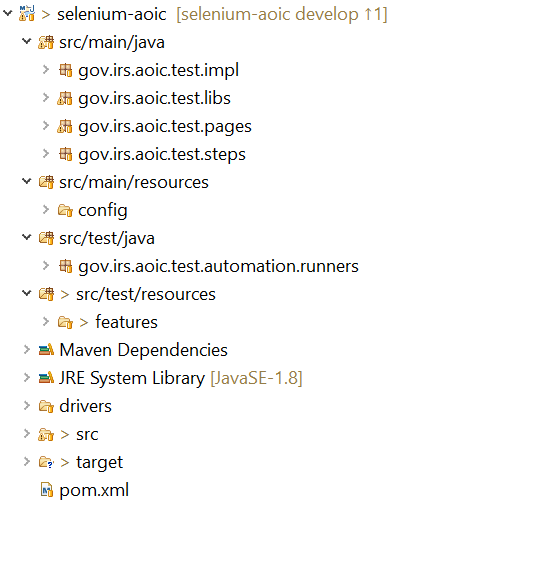 > selenium-aoic [selenium-aoic develop ↑1]
src/main/java
gov.irs.aoic.test.impl
gov.irs.aoic.test.libs
gov.irs.aoic.test.pages
gov.irs.aoic.test.steps
src/main/resources
config
src/test/java
gov.irs.aoic.test.automation.runners
> src/test/resources
> features
Maven Dependencies
JRE System Library [JavaSE-1.8]
drivers
> src
> target
pom.xml